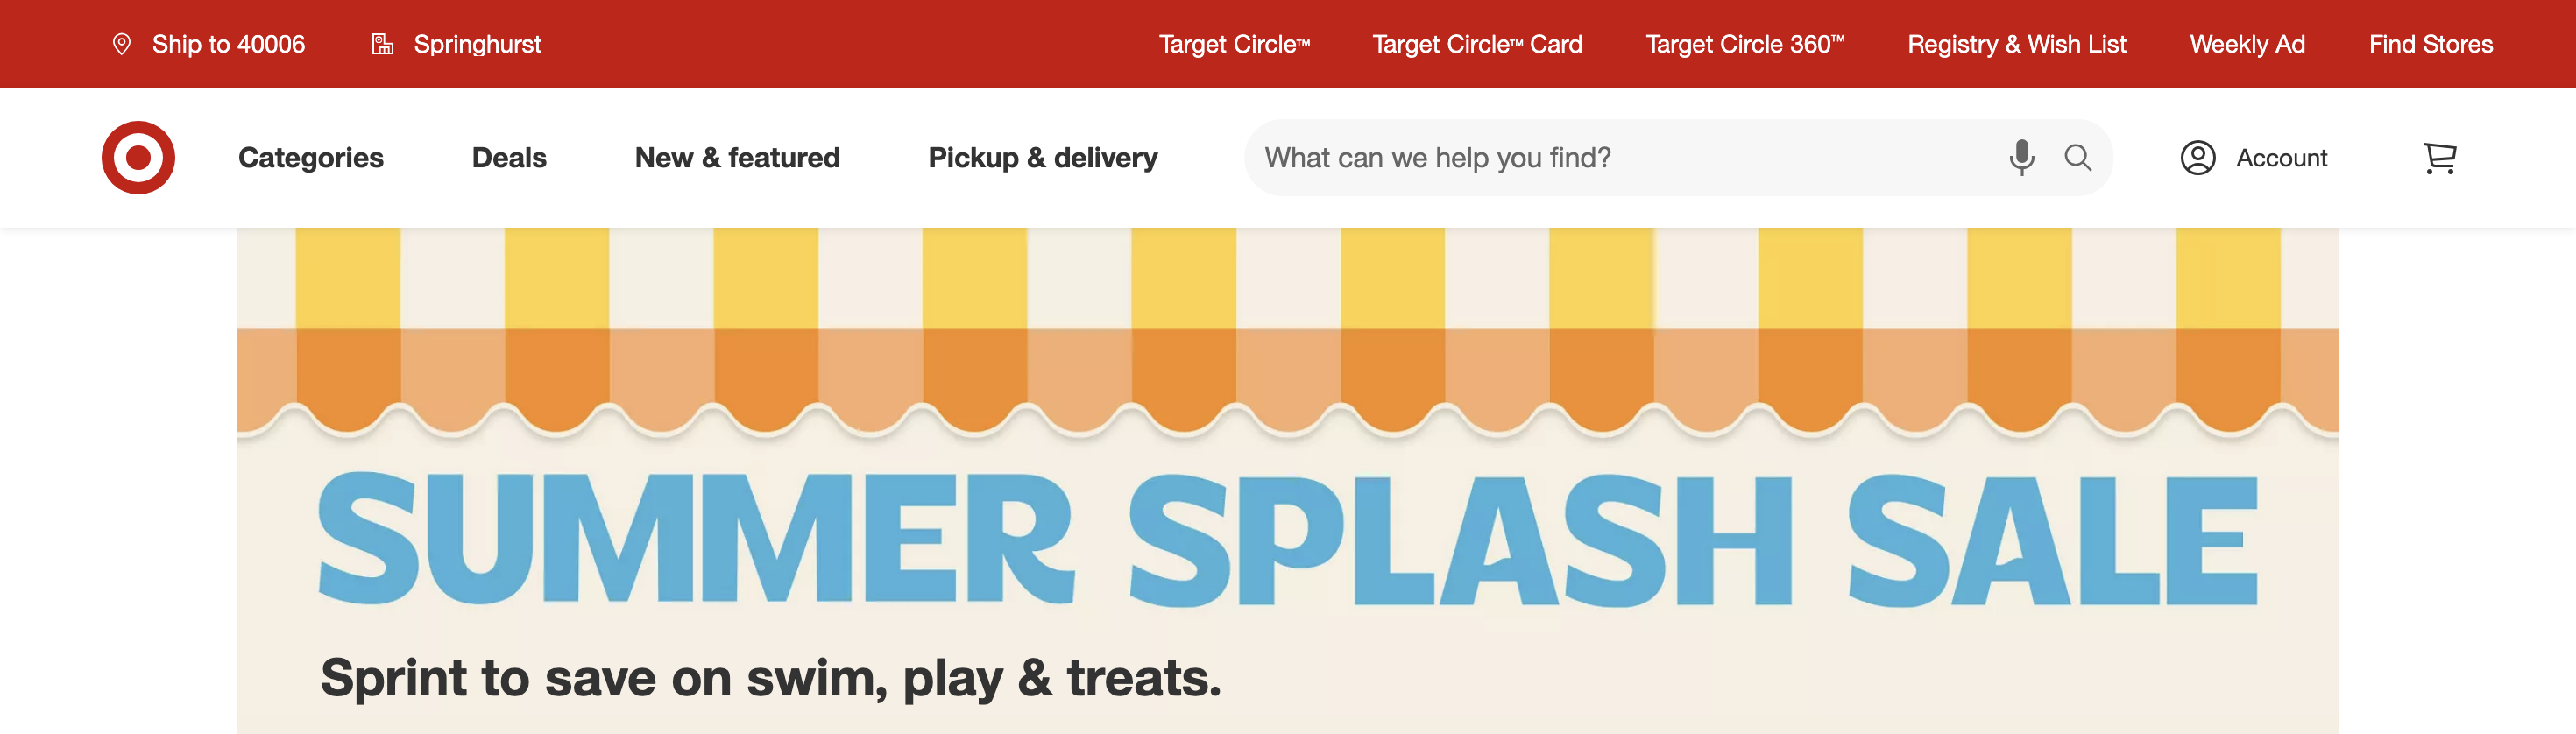 Ship to 40006 Springhurst Target Circle™ Target Circle™ Card Target Circle 360™ Registry & Wish List Weekly Ad Find Stores
Categories Deals New & featured Pickup & delivery What can we help you find? Account
SUMMER SPLASH SALE
Sprint to save on swim, play & treats.